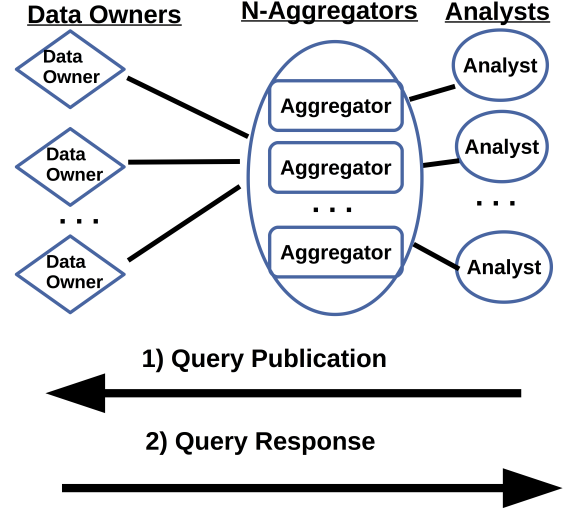 Data Owners N-Aggregators Analysts
Data
Owner
Aggregator
Analyst
Data
Owner
Aggregator
Analyst
. . .
. . .
. . .
Data
Owner
Aggregator
Analyst
1) Query Publication
2) Query Response